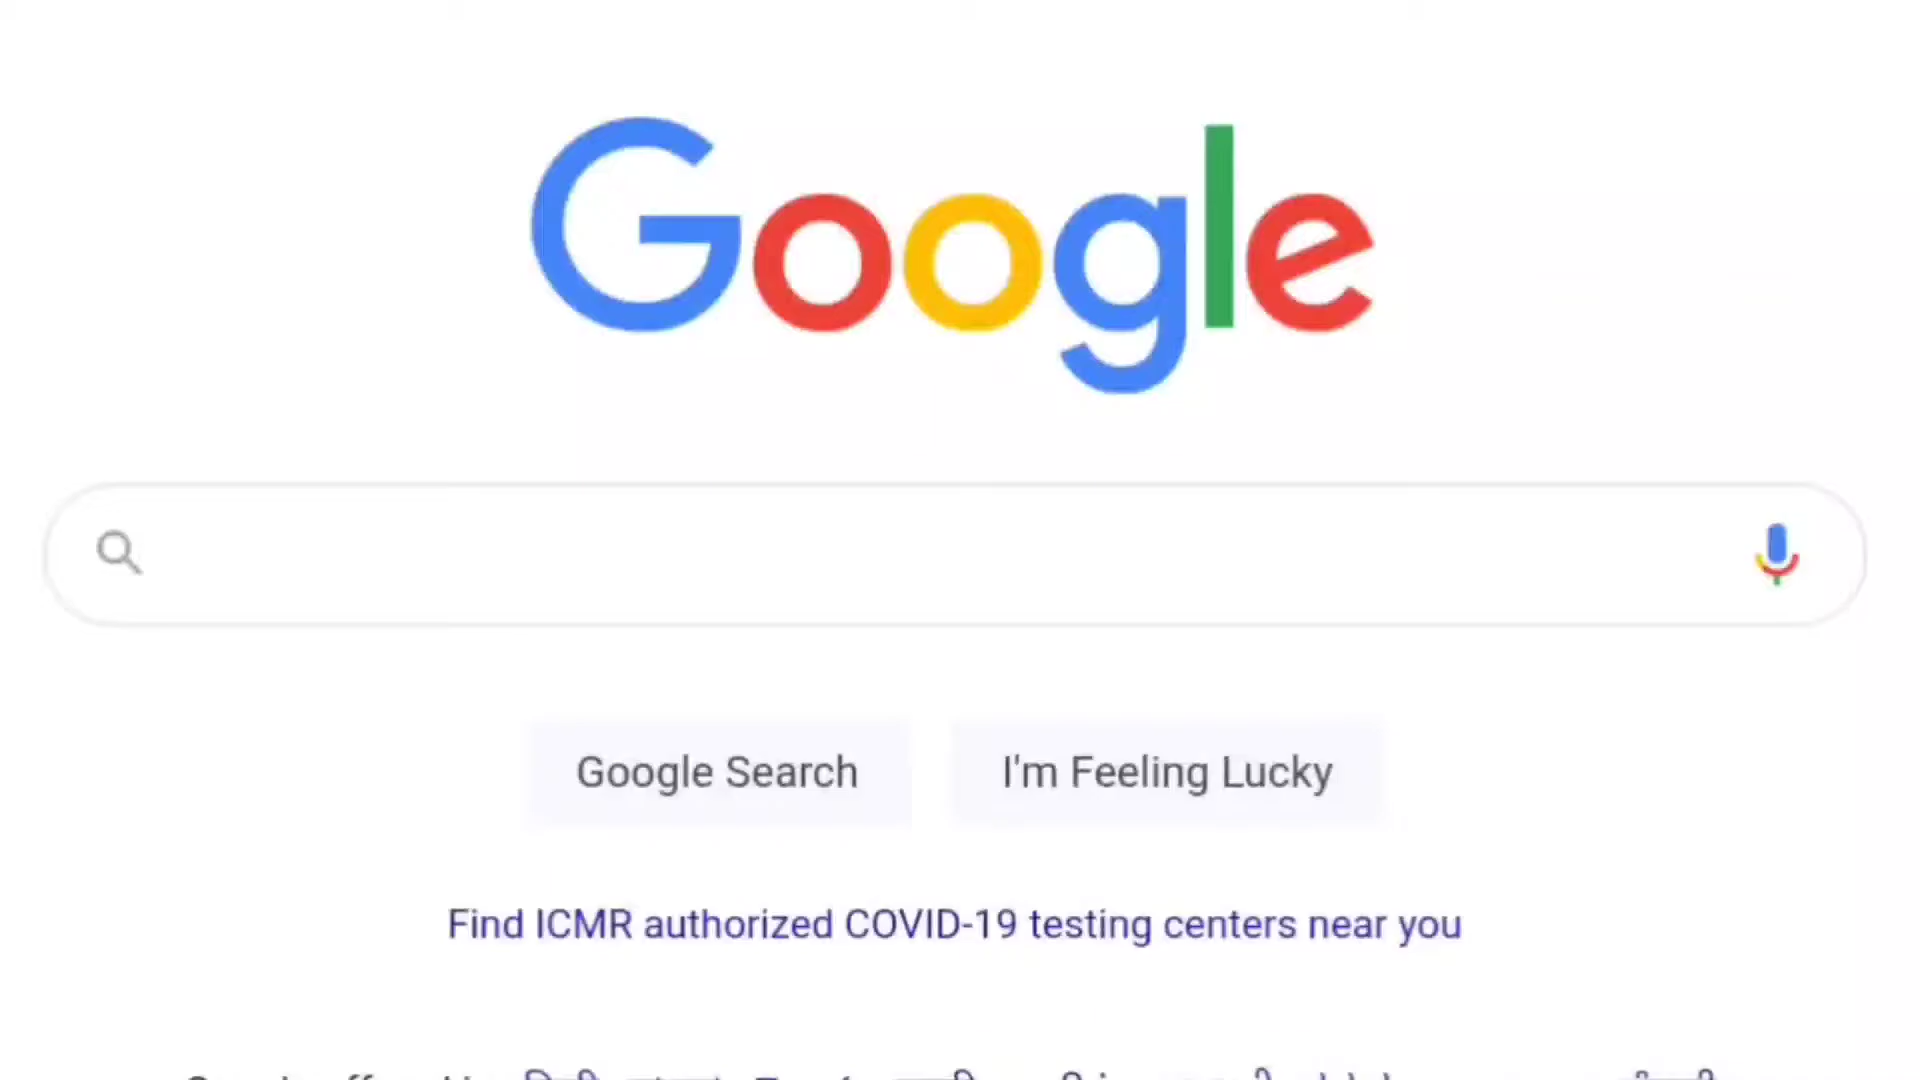 Google
Google Search
I'm Feeling Lucky
Find ICMR authorized COVID-19 testing centers near you